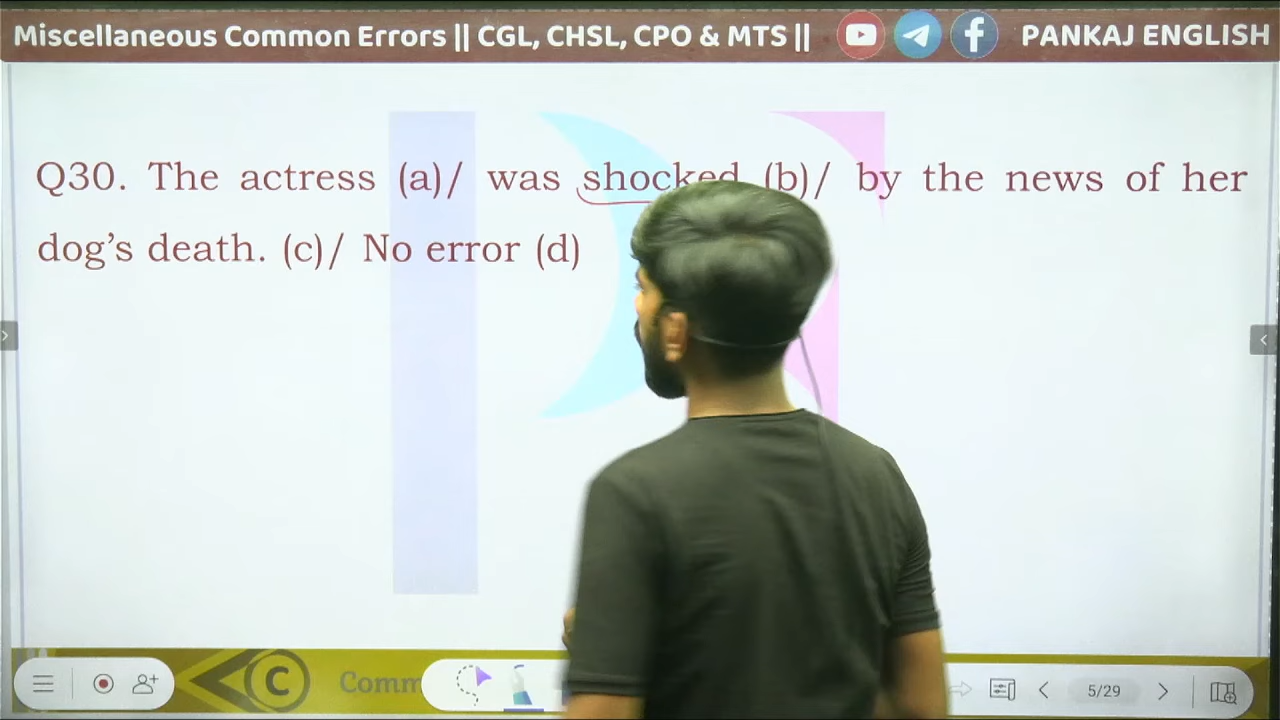 Miscellaneous Common Errors || CGL, CHSL, CPO & MTS || PANKAJ ENGLISH
Q30. The actress (a)/ was shocked (b)/ by the news of her
dog's death. (c)/ No error (d)
C
5/29